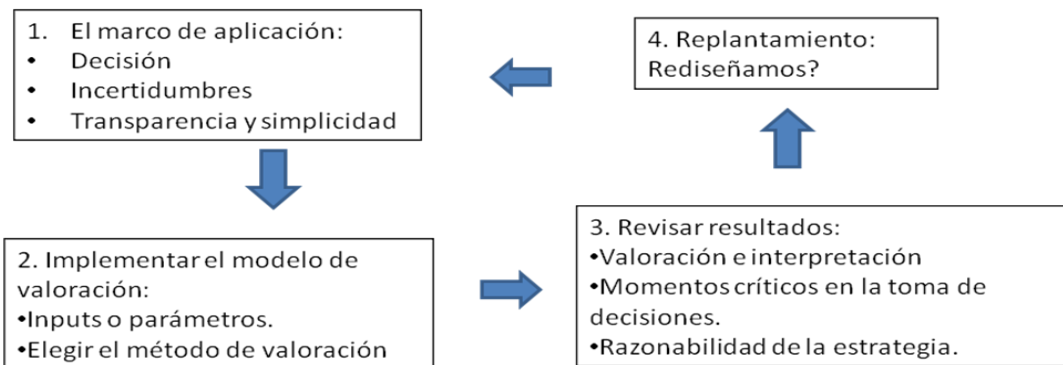 1. El marco de aplicación:
• Decisión
• Incertidumbres
• Transparencia y simplicidad
2. Implementar el modelo de
valoración:
•Inputs o parámetros.
•Elegir el método de valoración
3. Revisar resultados:
•Valoración e interpretación
•Momentos críticos en la toma de
decisiones.
•Razonabilidad de la estrategia.
4. Replantamiento:
Rediseñamos?